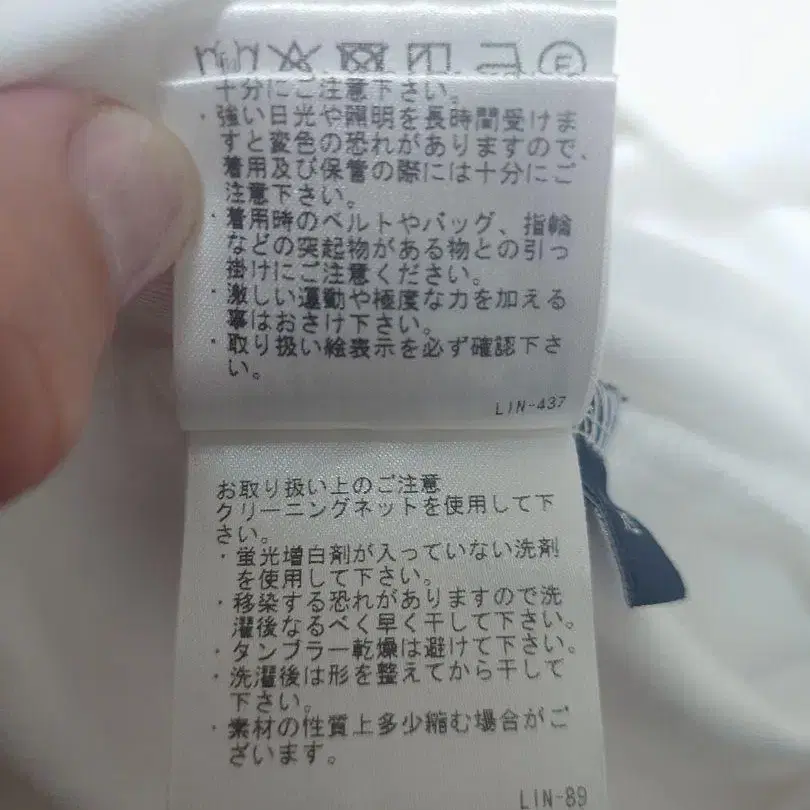 十分にご注意下さい。
・強い日光や照明を長時間受けま
すと変色の恐れがありますので、
着用及び保管の際には十分にご
注意下さい。
・着用時のベルトやバッグ、指輪
などの突起物がある物との引っ
掛けにご注意ください。
・激しい運動や極度な力を加える
事はおさけ下さい。
・取り扱い絵表示を必ず確認下さ
い。
LIN-437
お取り扱い上のご注意
クリーニングネットを使用して下
さい。
・蛍光増白剤が入っていない洗剤
を使用して下さい。
・移染する恐れがありますので洗
濯後なるべく早く干して下さい。
・タンブラー乾燥は避けて下さい。
・洗濯後は形を整えてから干して
下さい。
・素材の性質上多少縮む場合がご
ざいます。
LIN-89